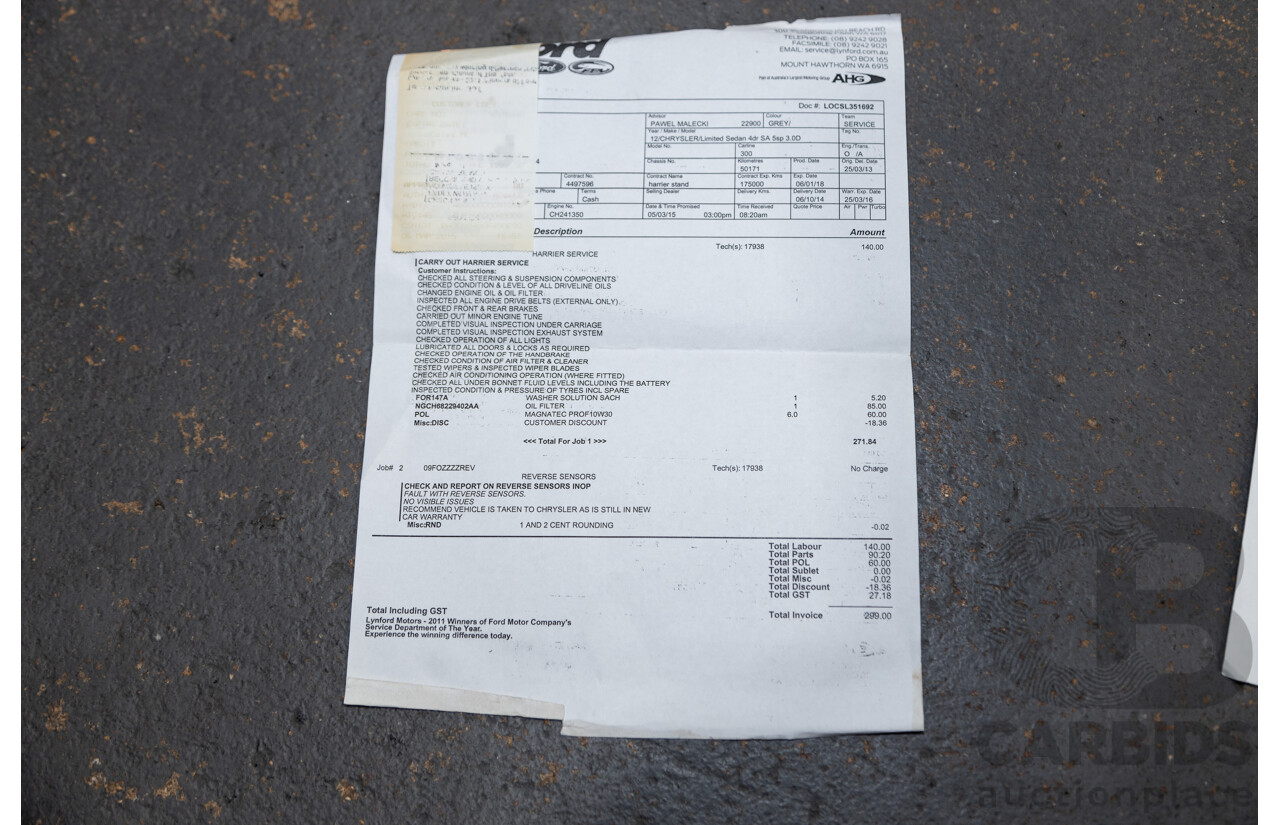 ord
BEACH RD
TELEPHONE: (08) 9242 9028
FACSIMILE: (08) 9242 9021
EMAIL: service@lynford.com.au
PO BOX 165
MOUNT HAWTHORN WA 6915
Part of Australia's Largest Motoring Group AHG
Doc #: LOCSL351692
Advisor Colour Team
PAWEL MALECKI 22900 GREY/ SERVICE
Year / Make / Model Tag No.
12/CHRYSLER/Limited Sedan 4dr SA 5sp 3.0D
Model No. Carline Eng./Trans.
300 O /A
Chassis No. Kilometres Prod. Date Orig. Del. Date
4 50171 25/03/13
Contract No. Contract Name Contract Exp. Kms Exp. Date
4497596 harrier stand 175000 06/01/18
s Phone Terms Selling Dealer Delivery Kms. Delivery Date Warr. Exp. Date
Cash 06/10/14 25/03/16
Engine No. Date & Time Promised Time Received Quote Price Air Pwr Turbo
CH241350 05/03/15 03:00pm 08:20am
Description Amount
Tech(s): 17938 140.00
HARRIER SERVICE
CARRY OUT HARRIER SERVICE
Customer Instructions:
CHECKED ALL STEERING & SUSPENSION COMPONENTS
CHECKED CONDITION & LEVEL OF ALL DRIVELINE OILS
CHANGED ENGINE OIL & OIL FILTER
INSPECTED ALL ENGINE DRIVE BELTS (EXTERNAL ONLY).
CHECKED FRONT & REAR BRAKES
CARRIED OUT MINOR ENGINE TUNE
COMPLETED VISUAL INSPECTION UNDER CARRIAGE
COMPLETED VISUAL INSPECTION EXHAUST SYSTEM
CHECKED OPERATION OF ALL LIGHTS
LUBRICATED ALL DOORS & LOCKS AS REQUIRED
CHECKED OPERATION OF THE HANDBRAKE
CHECKED CONDITION OF AIR FILTER & CLEANER
TESTED WIPERS & INSPECTED WIPER BLADES
CHECKED AIR CONDITIONING OPERATION (WHERE FITTED)
CHECKED ALL UNDER BONNET FLUID LEVELS INCLUDING THE BATTERY
INSPECTED CONDITION & PRESSURE OF TYRES INCL SPARE
FOR147A WASHER SOLUTION SACH 1 5.20
NGCH68229402AA OIL FILTER 1 85.00
POL MAGNATEC PROF10W30 6.0 60.00
Misc:DISC CUSTOMER DISCOUNT -18.36
<<< Total For Job 1 >>> 271.84
Job# 2 09FOZZZZREV Tech(s): 17938 No Charge
REVERSE SENSORS
CHECK AND REPORT ON REVERSE SENSORS INOP
FAULT WITH REVERSE SENSORS.
NO VISIBLE ISSUES
RECOMMEND VEHICLE IS TAKEN TO CHRYSLER AS IS STILL IN NEW
CAR WARRANTY
Misc:RND 1 AND 2 CENT ROUNDING -0.02
Total Labour 140.00
Total Parts 90.20
Total POL 60.00
Total Sublet 0.00
Total Misc -0.02
Total Discount -18.36
Total GST 27.18
Total Invoice 299.00
Total Including GST
Lynford Motors - 2011 Winners of Ford Motor Company's
Service Department of The Year.
Experience the winning difference today.
CARBIDS
auctionplace